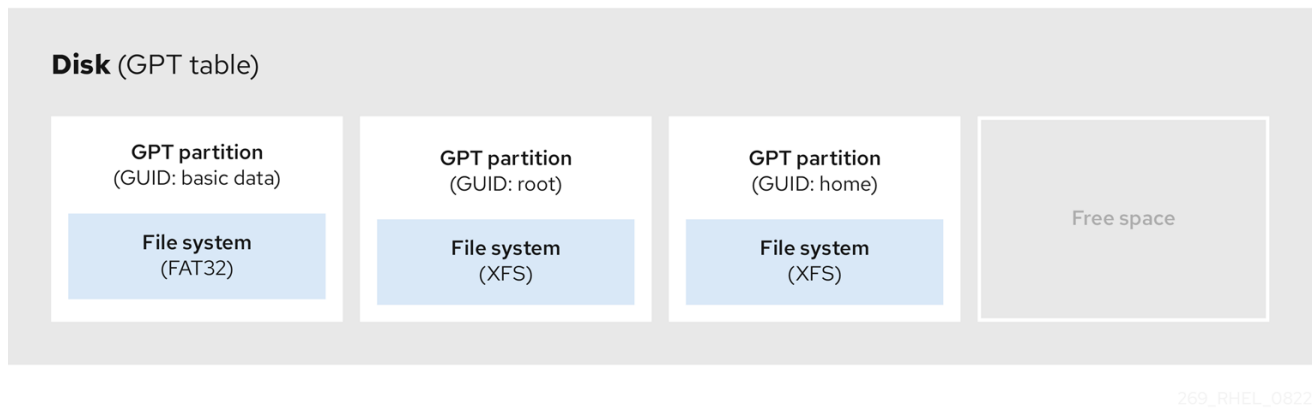 Disk (GPT table)
GPT partition
(GUID: basic data)
File system
(FAT32)
GPT partition
(GUID: root)
File system
(XFS)
GPT partition
(GUID: home)
File system
(XFS)
Free space
269_RHEL_0822